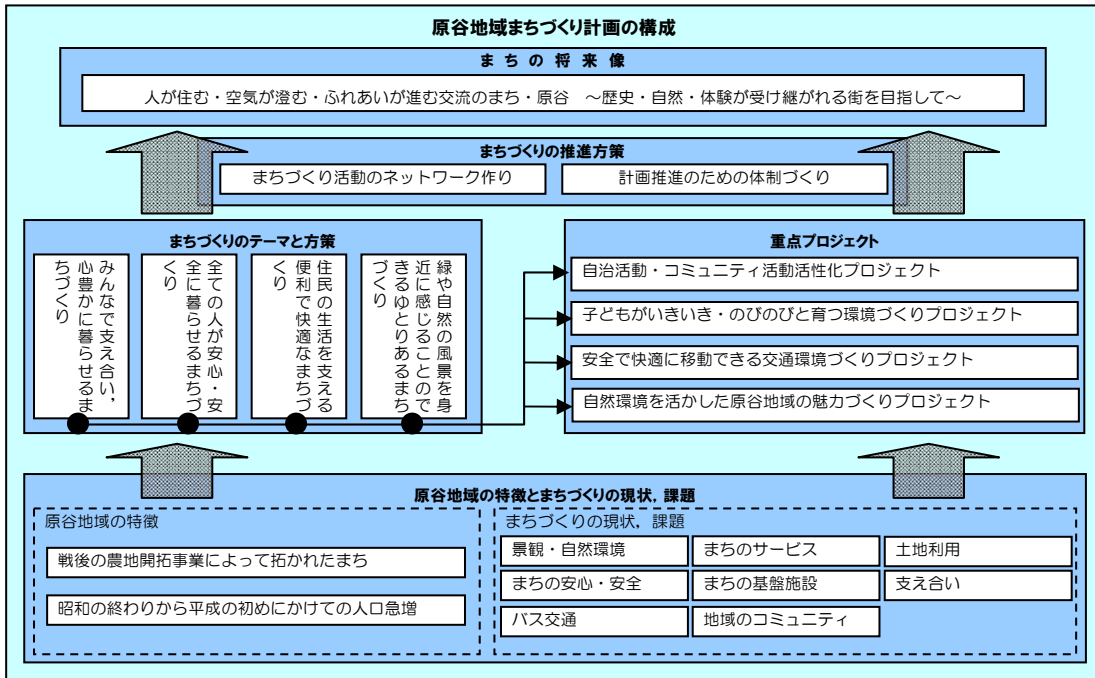 原谷地域まちづくり計画の構成
まちの将来像
人が住む・空気が澄む・ふれあいが進む交流のまち・原谷　～歴史・自然・体験が受け継がれる街を目指して～
まちづくりの推進方策
まちづくり活動のネットワーク作り
計画推進のための体制づくり
まちづくりのテーマと方策
みんなで支え合い，
心豊かに暮らせるま
ちづくり
全ての人が安心・安
全に暮らせるまちづ
くり
住民の生活を支える
便利で快適なまちづ
くり
緑や自然の風景を身
近に感じることので
きるゆとりあるまち
づくり
重点プロジェクト
自治活動・コミュニティ活動活性化プロジェクト
子どもがいきいき・のびのびと育つ環境づくりプロジェクト
安全で快適に移動できる交通環境づくりプロジェクト
自然環境を活かした原谷地域の魅力づくりプロジェクト
原谷地域の特徴とまちづくりの現状，課題
原谷地域の特徴
戦後の農地開拓事業によって拓かれたまち
昭和の終わりから平成の初めにかけての人口急増
まちづくりの現状，課題
景観・自然環境
まちのサービス
土地利用
まちの安心・安全
まちの基盤施設
支え合い
バス交通
地域のコミュニティ